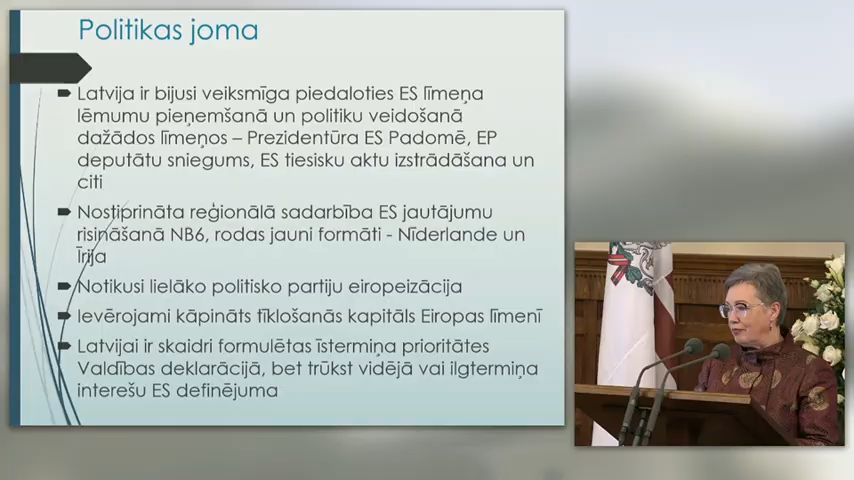 Politikas joma
Latvija ir bijusi veiksmīga piedaloties ES līmeņa
lēmumu pieņemšanā un politiku veidošanā
dažādos līmeņos – Prezidentūra ES Padomē, EP
deputātu sniegums, ES tiesisku aktu izstrādāšana un
citi
Nostiprināta reģionālā sadarbība ES jautājumu
risināšanā NB6, rodas jauni formāti - Nīderlande un
Īrija
Notikusi lielāko politisko partiju eiropeizācija
Ievērojami kāpināts tīklošanās kapitāls Eiropas līmenī
Latvijai ir skaidri formulētas īstermiņa prioritātes
Valdības deklarācijā, bet trūkst vidējā vai ilgtermiņa
interešu ES definējuma